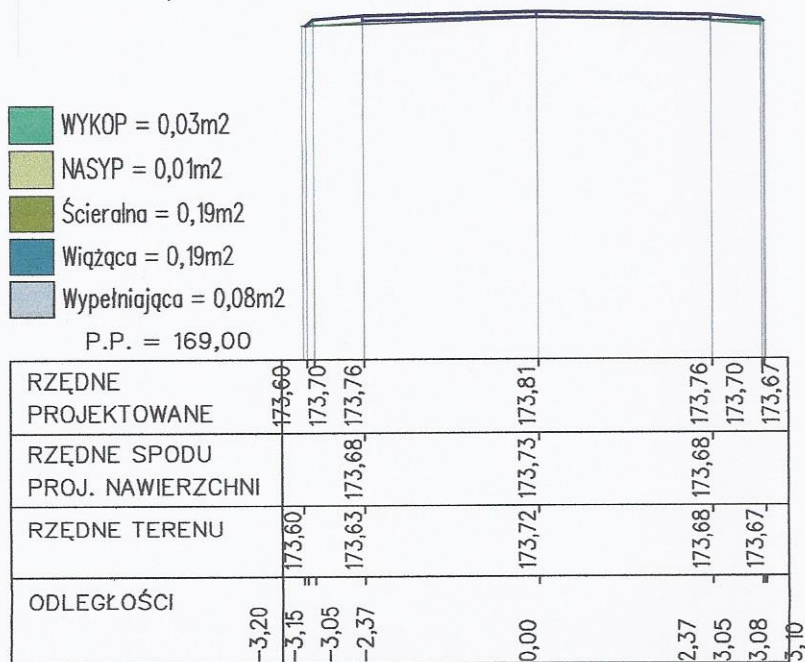 WYKOP = 0,03m2
NASYP = 0,01m2
Ścieralna = 0,19m2
Wiążąca = 0,19m2
Wypełniająca = 0,08m2
P.P. = 169,00
RZĘDNE PROJEKTOWANE 173,60 173,70 173,76 173,81 173,76 173,70 173,67
RZĘDNE SPODU PROJ. NAWIERZCHNI 173,68 173,73 173,68
RZĘDNE TERENU 173,60 173,63 173,72 173,68 173,67
ODLEGŁOŚCI -3,20 -3,15 -3,05 -2,37 0,00 2,37 3,05 3,08 3,10